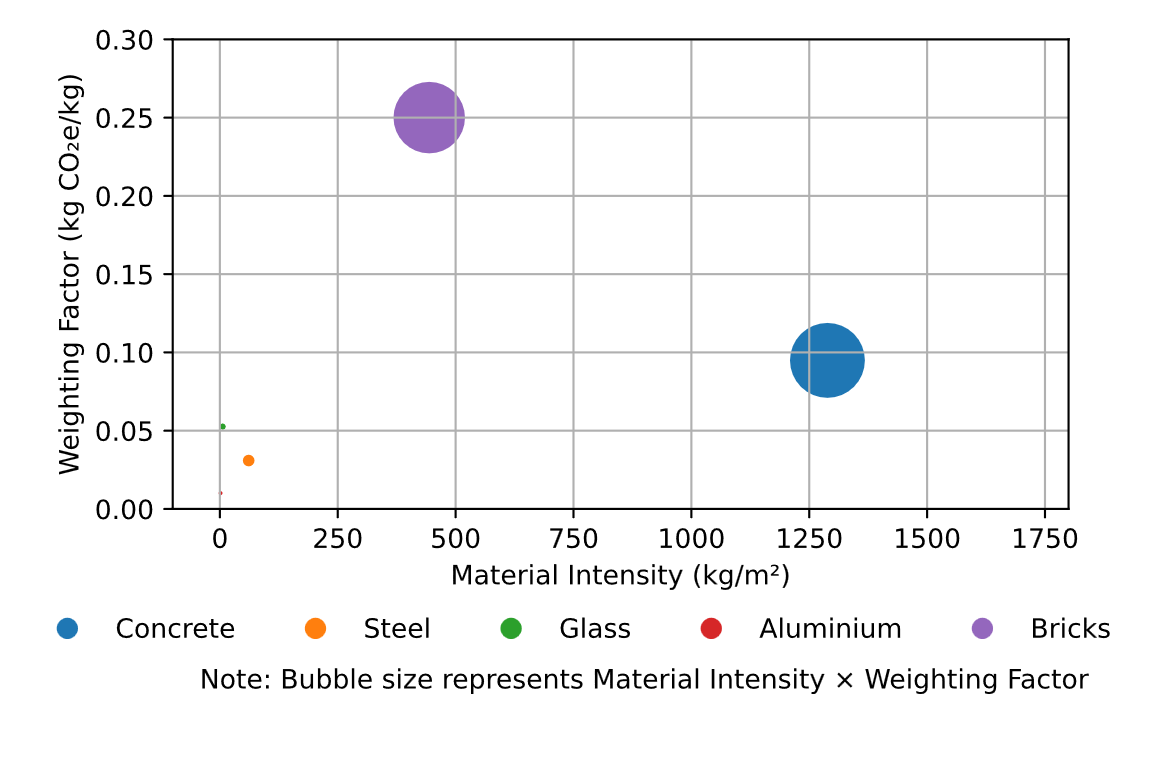 0.30
0.25
0.20
0.15
0.10
0.05
0.00
Weighting Factor (kg CO₂e/kg)
0 250 500 750 1000 1250 1500 1750
Material Intensity (kg/m²)
Concrete Steel Glass Aluminium Bricks
Note: Bubble size represents Material Intensity × Weighting Factor